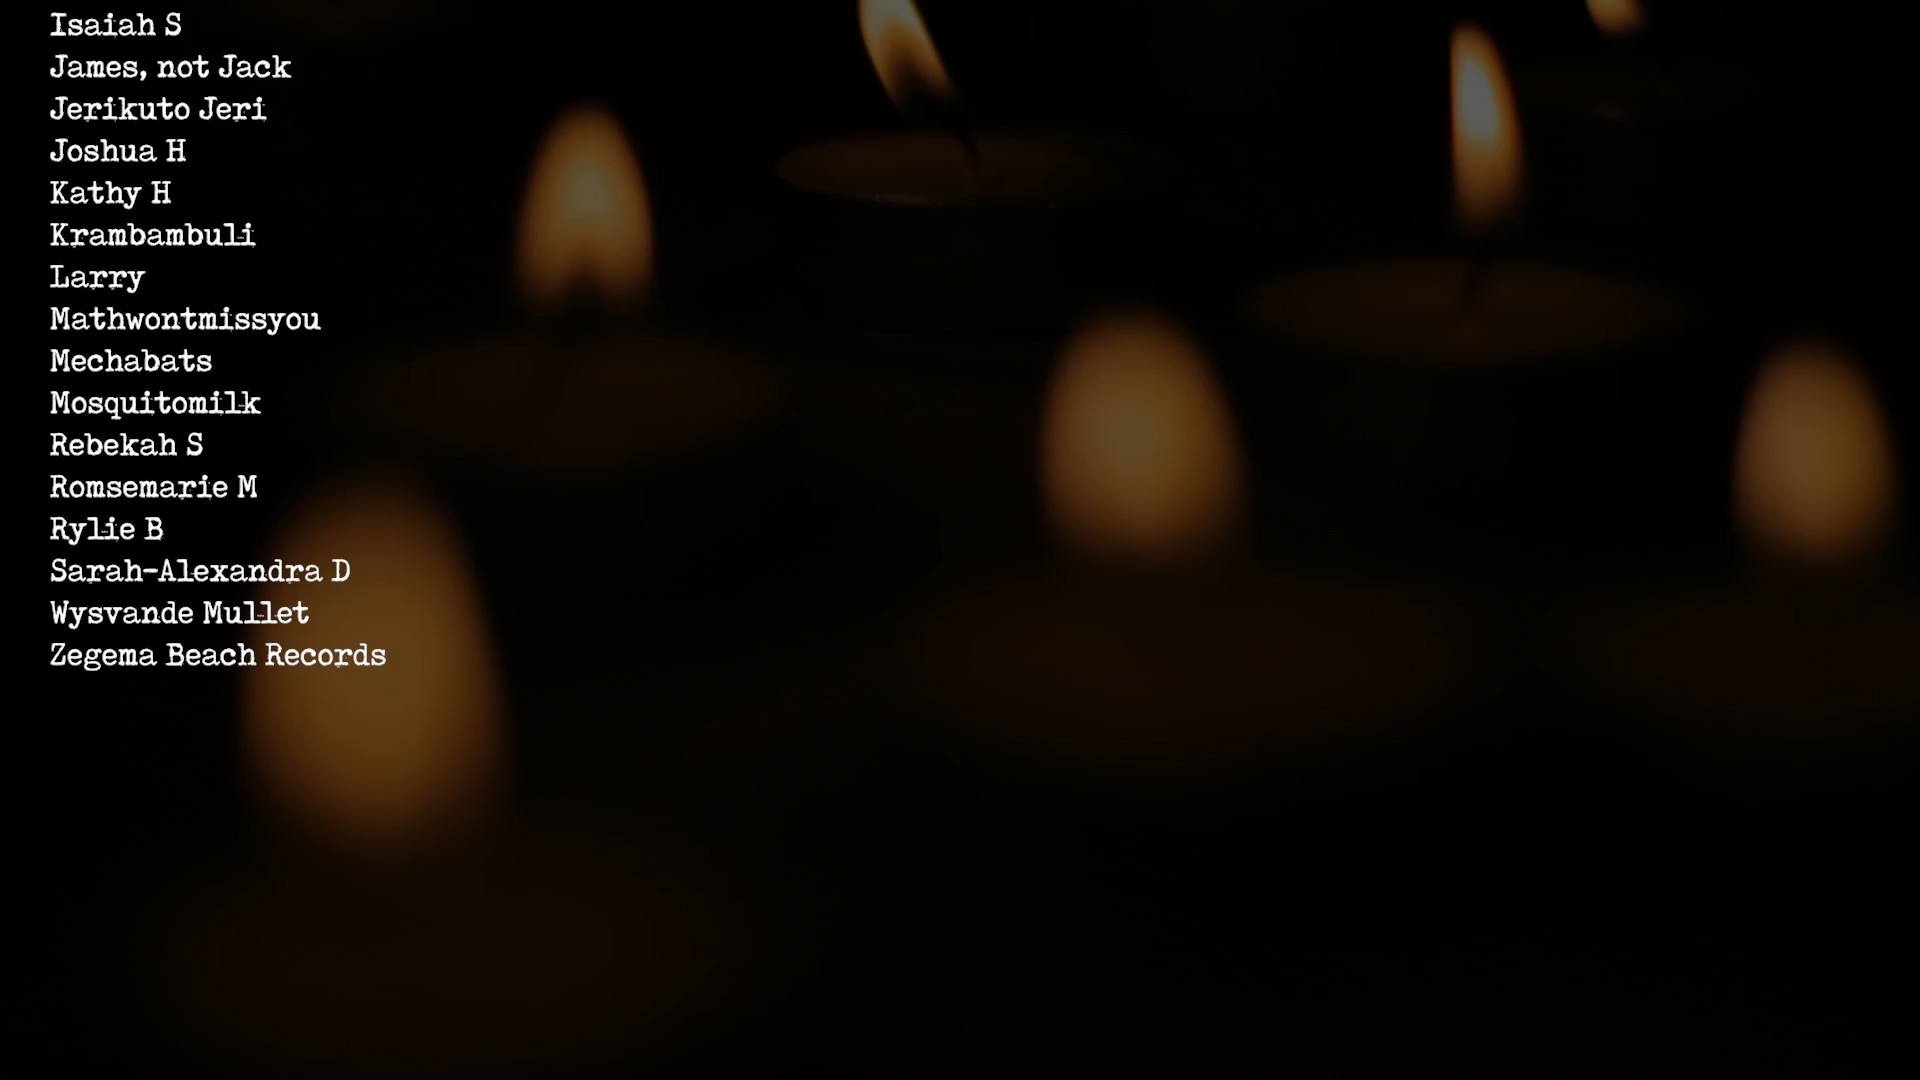 Isaiah S
James, not Jack
Jerikuto Jeri
Joshua H
Kathy H
Krambambuli
Larry
Mathwontmissyou
Mechabats
Mosquitomilk
Rebekah S
Romsemarie M
Rylie B
Sarah-Alexandra D
Wysvande Mullet
Zegema Beach Records